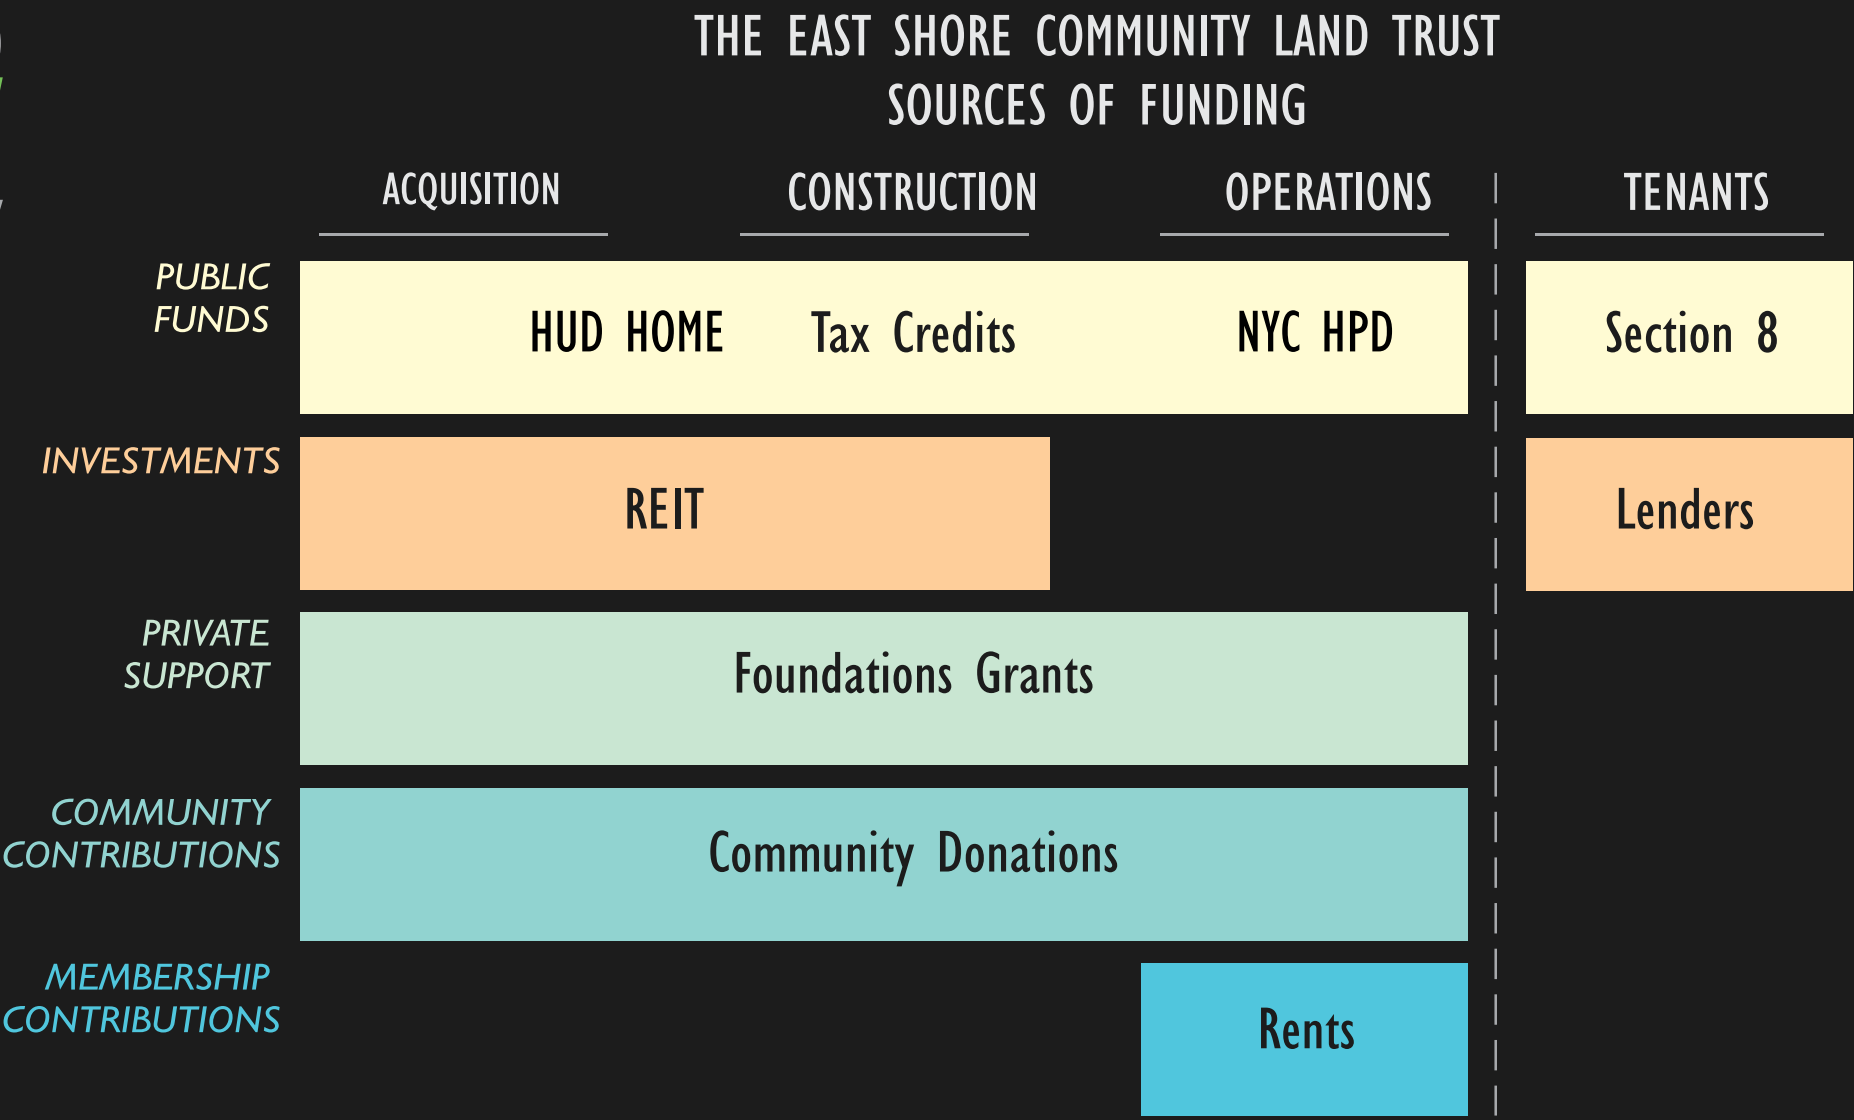 THE EAST SHORE COMMUNITY LAND TRUST
SOURCES OF FUNDING
ACQUISITION CONSTRUCTION OPERATIONS TENANTS
PUBLIC
FUNDS
HUD HOME Tax Credits NYC HPD Section 8
INVESTMENTS
REIT Lenders
PRIVATE
SUPPORT
Foundations Grants
COMMUNITY
CONTRIBUTIONS
Community Donations
MEMBERSHIP
CONTRIBUTIONS
Rents